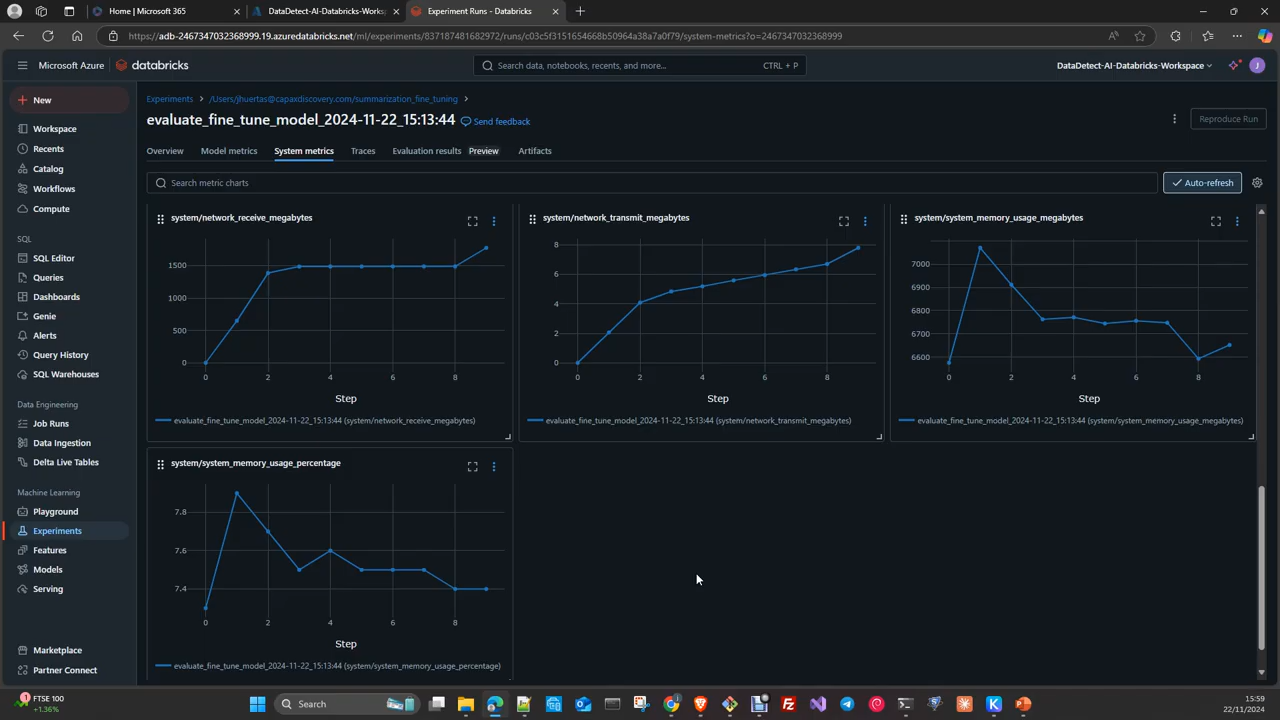 Home | Microsoft 365
DataDetect-AI-Databricks-Works
Experiment Runs - Databricks
https://adb-2467347032368999.19.azuredatabricks.net/ml/experiments/837187481682972/runs/c03c5f3151654668b50964a38a7a0f79/system-metrics?o=2467347032368999
Microsoft Azure
databricks
Search data, notebooks, recents, and more...
CTRL + P
DataDetect-AI-Databricks-Workspace
J
New
Workspace
Recents
Catalog
Workflows
Compute
SQL
SQL Editor
Queries
Dashboards
Genie
Alerts
Query History
SQL Warehouses
Data Engineering
Job Runs
Data Ingestion
Delta Live Tables
Machine Learning
Playground
Experiments
Features
Models
Serving
Marketplace
Partner Connect
Experiments > /Users/jhuertas@capaxdiscovery.com/summarization_fine_tuning >
evaluate_fine_tune_model_2024-11-22_15:13:44
Send feedback
Reproduce Run
Overview
Model metrics
System metrics
Traces
Evaluation results Preview
Artifacts
Search metric charts
Auto-refresh
system/network_receive_megabytes
1500
1000
500
0
0 2 4 6 8
Step
evaluate_fine_tune_model_2024-11-22_15:13:44 (system/network_receive_megabytes)
system/network_transmit_megabytes
8
6
4
2
0
0 2 4 6 8
Step
evaluate_fine_tune_model_2024-11-22_15:13:44 (system/network_transmit_megabytes)
system/system_memory_usage_megabytes
7000
6900
6800
6700
6600
0 2 4 6 8
Step
evaluate_fine_tune_model_2024-11-22_15:13:44 (system/system_memory_usage_megabytes)
system/system_memory_usage_percentage
7.8
7.6
7.4
0 2 4 6 8
Step
evaluate_fine_tune_model_2024-11-22_15:13:44 (system/system_memory_usage_percentage)
1
FTSE 100
+1.36%
Search
15:59
22/11/2024